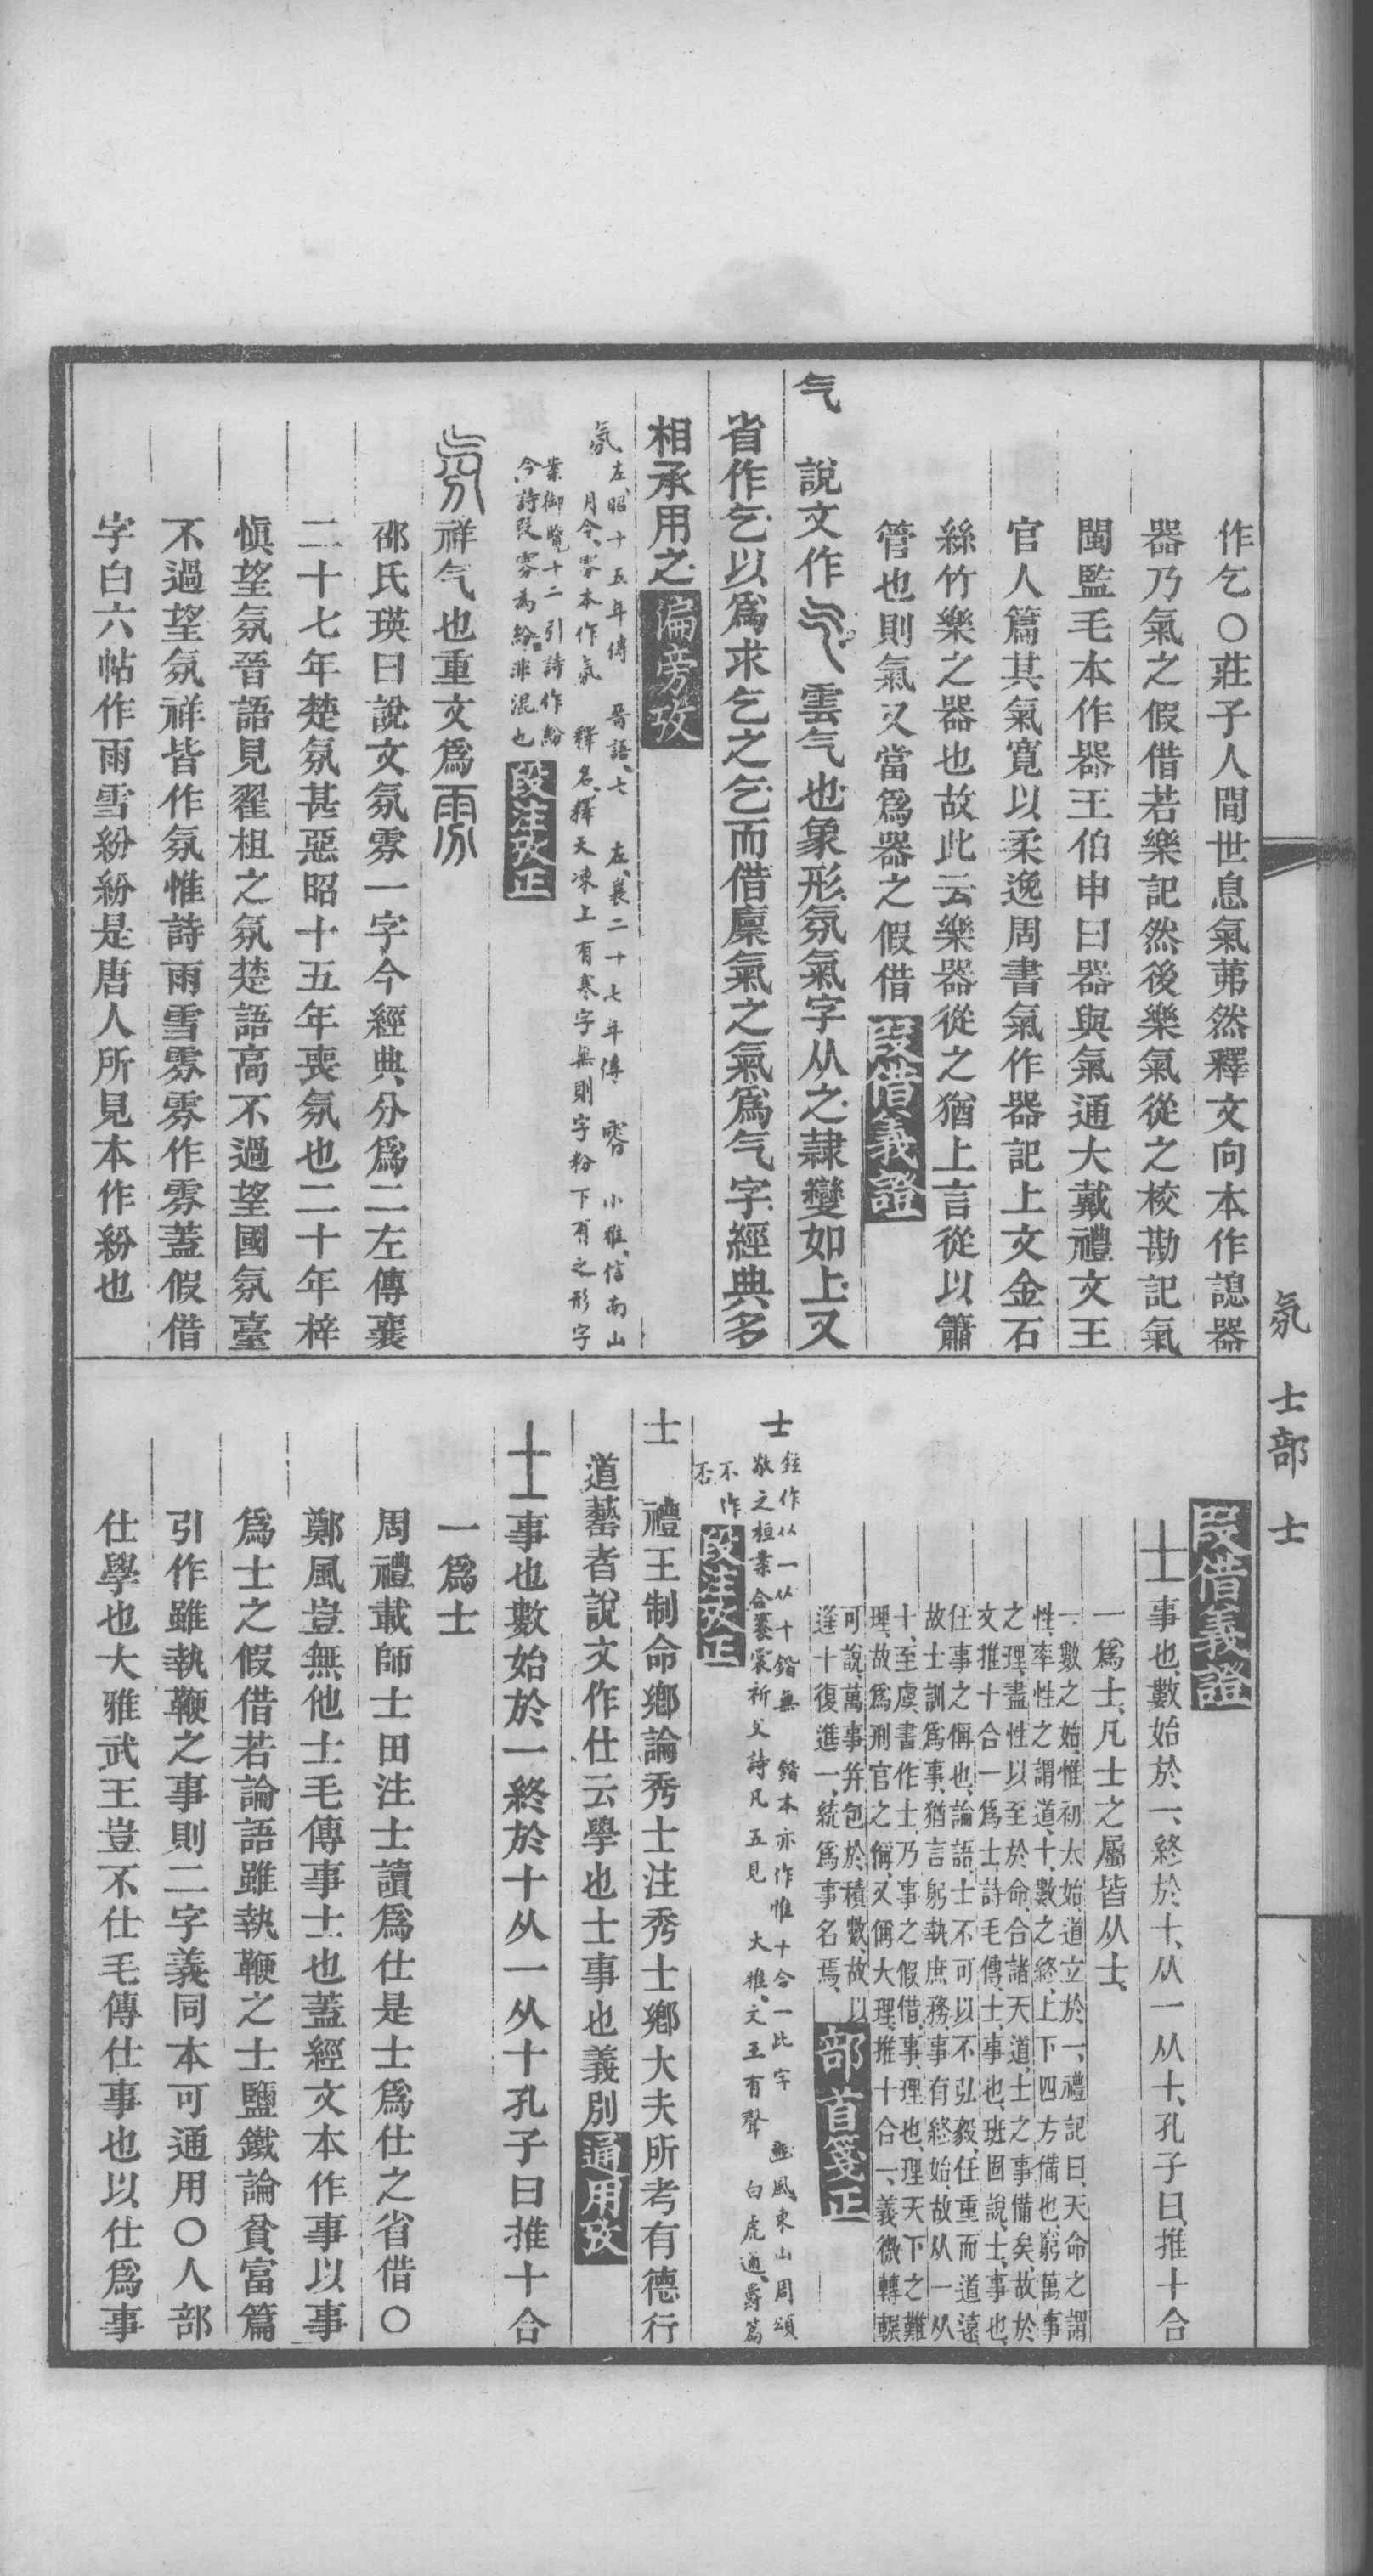 氛　士部　士
作乞〇莊子人間世息氣茀然釋文向本作諰器
器乃氣之假借若樂記然後樂氣從之校勘記氣
閩監毛本作器王伯申曰器與氣通大戴禮文王
官人篇其氣寬以柔逸周書氣作器記上文金石
絲竹樂之器也故此云樂器從之猶上言從以簫
管也則氣又當爲器之假借　叚借義證
气　說文作气雲气也象形氛氣字从之隷變如上又
省作乞以爲求乞之乞而借廩氣之氣爲气字經典多
相承用之　偏旁攷
氛　左、昭十五年傳　晉語、七　左、襄二十七年傳　雰　小雅、信南山
月令、雰本作氛　釋名、釋天凍上有寒字無則字粉下有之形字
案御覽十二引詩作紛
今詩叚雰爲紛非混也　段注攷正
氛祥气也重文爲雰
邵氏瑛曰說文氛雰一字今經典分爲二左傳襄
二十七年楚氛甚惡昭十五年喪氛也二十年梓
愼望氛晉語見翟柤之氛楚語高不過望國氛臺
不過望氛祥皆作氛惟詩雨雪雰雰作雰蓋假借
字白六帖作雨雪紛紛是唐人所見本作紛也
叚借義證
士事也、數始於一、終於十、从一从十、孔子曰、推十合
一爲士、凡士之屬皆从士、
一、數之始、惟初太始、道立於一、禮記曰、天命之謂
性、率性之謂道、十、數之終、上下四方備也、窮萬事
之理、盡性以至於命、合諸天道、士之事備矣、故於
文推十合一爲士、詩毛傳、士、事也、班固說、士、事也、
任事之偁也、論語、士不可以不弘毅、任重而道遠、
故士訓爲事、猶言躬執庶務、事有終始、故从一从
十、至虞書作士、乃事之假借、事、理也、理天下之難
理、故爲刑官之偁、又偁大理、推十合一、義微轉輾
可說、萬事幷包於積數、故以
逢十復進一、統爲事名焉、　部首箋正
士　鉉作从一从十鍇無　鍇本亦作惟十合一比字　豳風、東山　周頌
敬之桓　案合褰裳祈父詩凡五見　大雅、文王有聲　白虎通、爵篇
不作
否　段注攷正
士　禮王制命鄉論秀士注秀士鄉大夫所考有德行
道藝者說文作仕云學也士事也義別　通用攷
士事也數始於一終於十从一从十孔子曰推十合
一爲士
周禮載師士田注士讀爲仕是士爲仕之省借〇
鄭風豈無他士毛傳事士也蓋經文本作事以事
爲士之假借若論語雖執鞭之士鹽鐵論貧富篇
引作雖執鞭之事則二字義同本可通用〇人部
仕學也大雅武王豈不仕毛傳仕事也以仕爲事